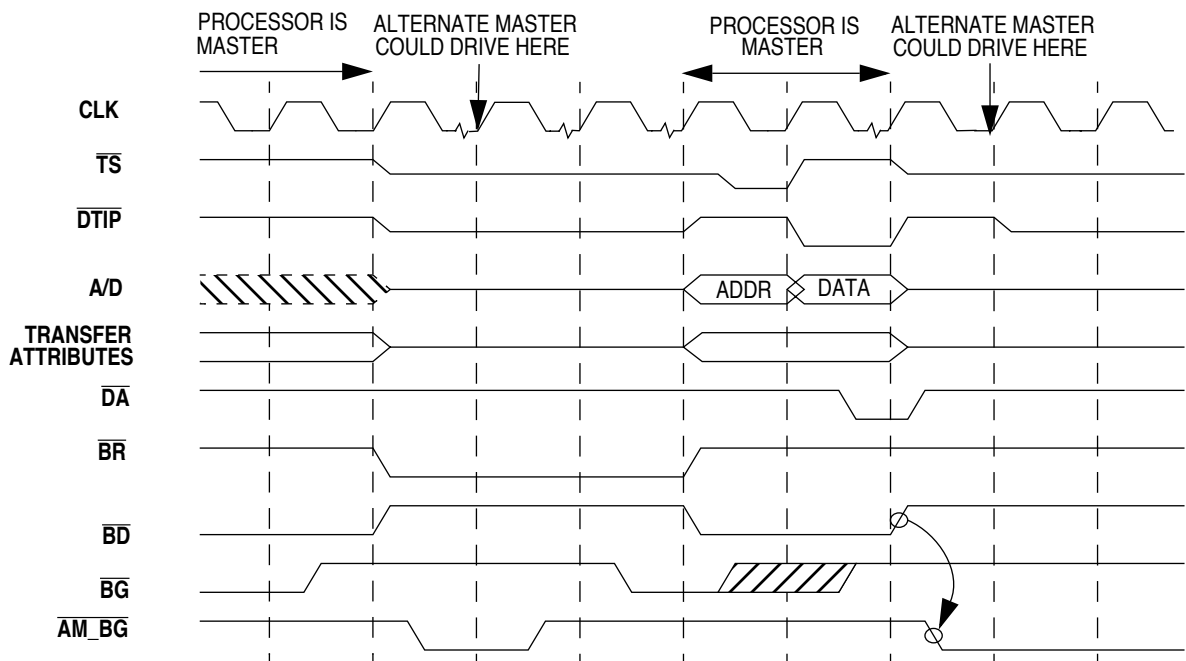 PROCESSOR IS
MASTER
ALTERNATE MASTER
COULD DRIVE HERE
PROCESSOR IS
MASTER
ALTERNATE MASTER
COULD DRIVE HERE
CLK
TS
DTIP
A/D
ADDR
DATA
TRANSFER
ATTRIBUTES
DA
BR
BD
BG
AM_BG